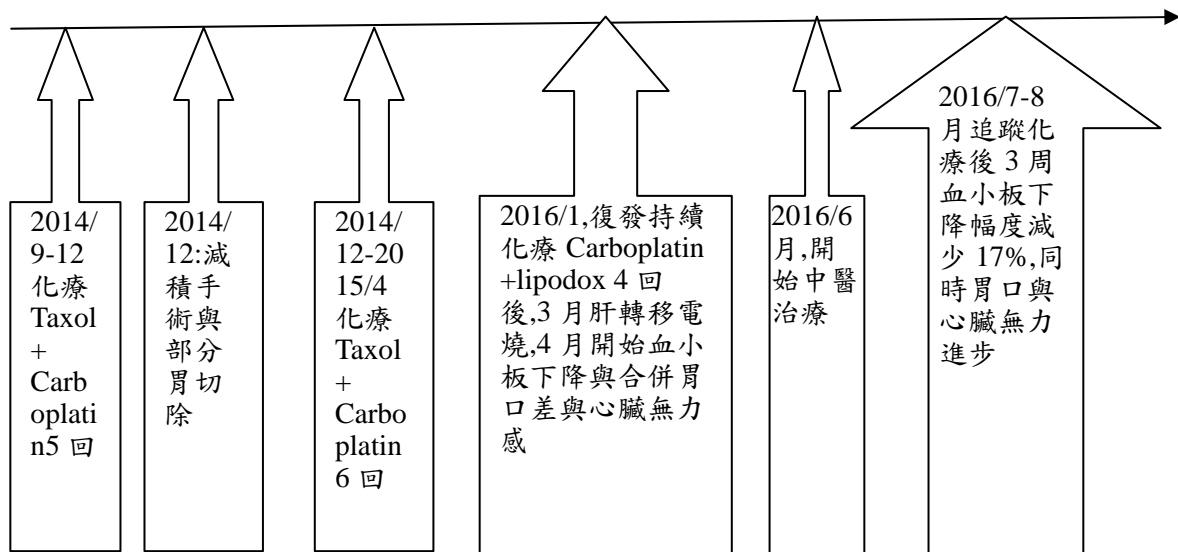 2014/
9-12
化療
Taxol
+
Carb
oplati
n5 回
2014/
12:減
積手
術與
部分
胃切
除
2014/
12-20
15/4
化療
Taxol
+
Carbo
platin
6 回
2016/1,復發持續
化療 Carboplatin
+lipodox 4 回
後,3 月肝轉移電
燒,4 月開始血小
板下降與合併胃
口差與心臟無力
感
2016/6
月,開
始中醫
治療
2016/7-8
月追蹤化
療後 3 周
血小板下
降幅度減
少 17%,同
時胃口與
心臟無力
進步